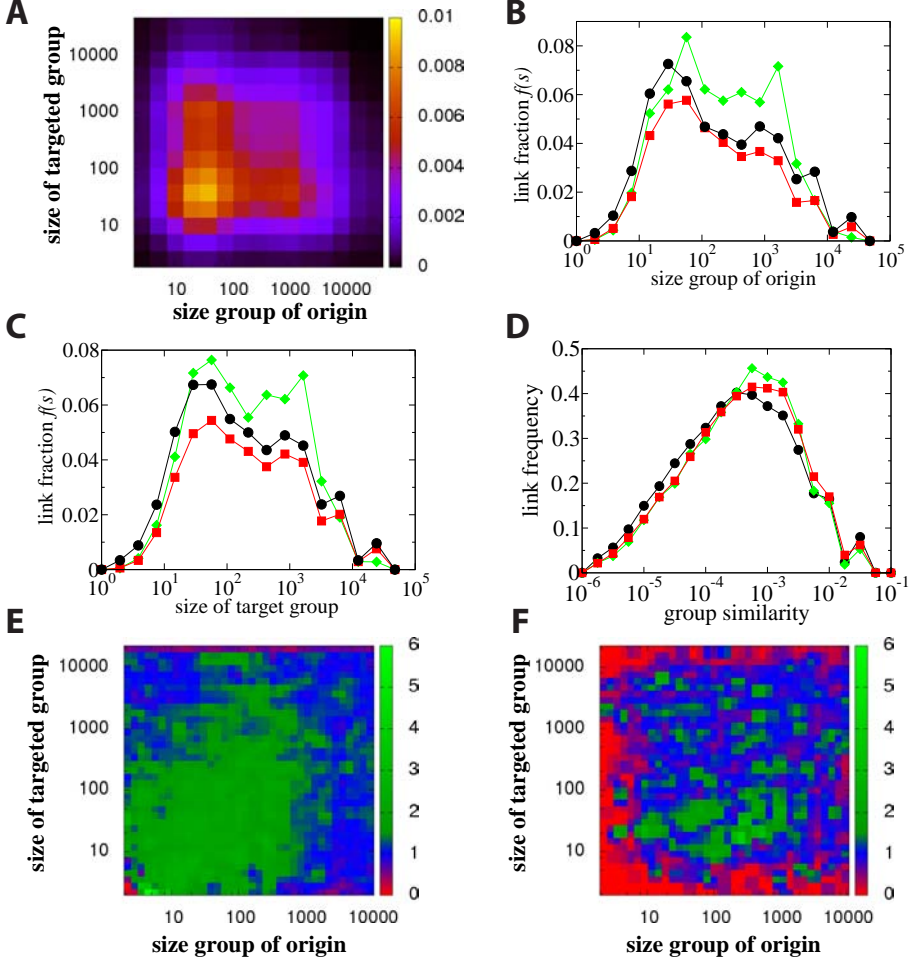 A
size of targeted group
10000
1000
100
10
10 100 1000 10000
size group of origin
0.01
0.008
0.006
0.004
0.002
0
B
link fraction f(s)
0.08
0.06
0.04
0.02
0
10^0 10^1 10^2 10^3 10^4 10^5
size group of origin
C
link fraction f(s)
0.08
0.06
0.04
0.02
0
10^0 10^1 10^2 10^3 10^4 10^5
size of target group
D
link frequency
0.5
0.4
0.3
0.2
0.1
0
10^-6 10^-5 10^-4 10^-3 10^-2 10^-1
group similarity
E
size of targeted group
10000
1000
100
10
10 100 1000 10000
size group of origin
6
5
4
3
2
1
0
F
size of targeted group
10000
1000
100
10
10 100 1000 10000
size group of origin
6
5
4
3
2
1
0